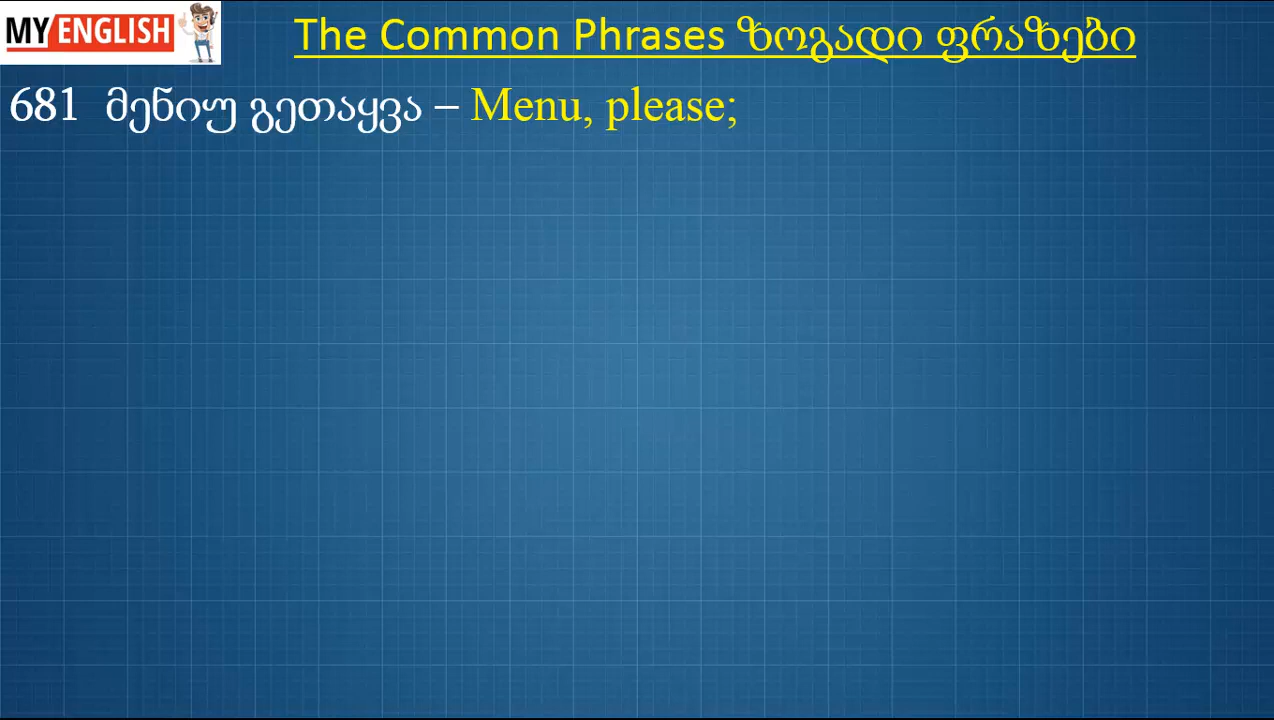 MY ENGLISH
The Common Phrases ზოგადი ფრაზები
681 მენიუ გეთაყვა – Menu, please;